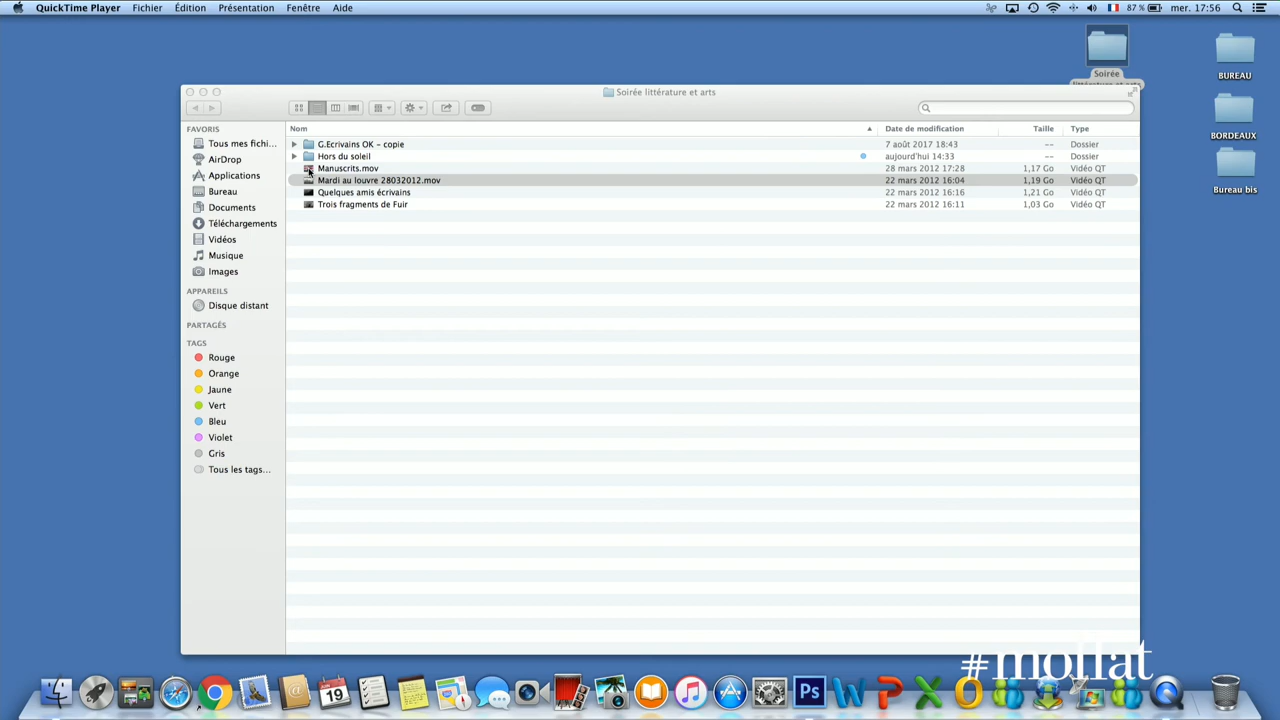 QuickTime Player Fichier Édition Présentation Fenêtre Aide 87 % mer. 17:56
Soirée
littérature et arts
BUREAU
BORDEAUX
Bureau bis
Soirée littérature et arts
FAVORIS
Tous mes fichi...
AirDrop
Applications
Bureau
Documents
Téléchargements
Vidéos
Musique
Images
APPAREILS
Disque distant
PARTAGÉS
TAGS
Rouge
Orange
Jaune
Vert
Bleu
Violet
Gris
Tous les tags...
Nom Date de modification Taille Type
G.Ecrivains OK - copie 7 août 2017 18:43 -- Dossier
Hors du soleil aujourd'hui 14:33 -- Dossier
Manuscrits.mov 28 mars 2012 17:28 1,17 Go Vidéo QT
Mardi au louvre 28032012.mov 22 mars 2012 16:04 1,19 Go Vidéo QT
Quelques amis écrivains 22 mars 2012 16:16 1,21 Go Vidéo QT
Trois fragments de Fuir 22 mars 2012 16:11 1,03 Go Vidéo QT
#moffat
19
Ps W P X O